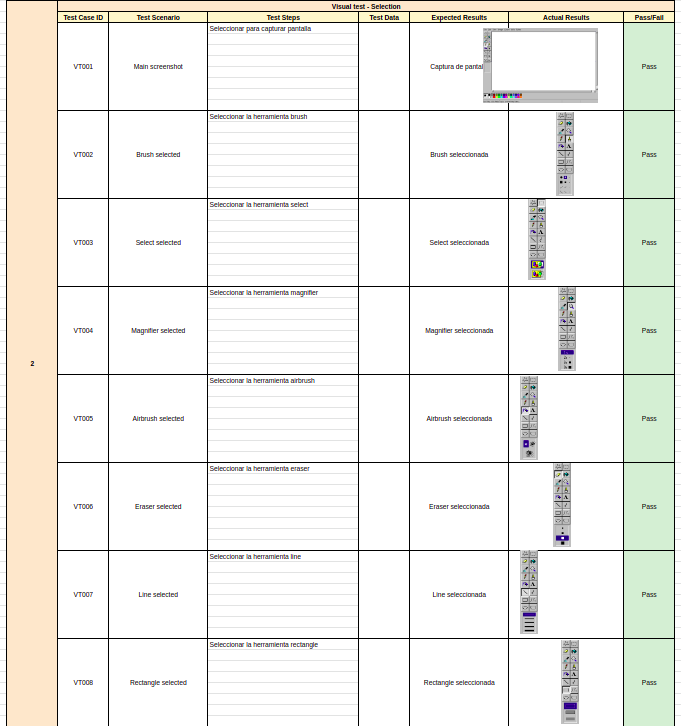 Visual test - Selection
Test Case ID Test Scenario Test Steps Test Data Expected Results Actual Results Pass/Fail
2
Seleccionar para capturar pantalla
VT001 Main screenshot Captura de pantal Pass
Seleccionar la herramienta brush
VT002 Brush selected Brush seleccionada Pass
Seleccionar la herramienta select
VT003 Select selected Select seleccionada Pass
Seleccionar la herramienta magnifier
VT004 Magnifier selected Magnifier seleccionada Pass
Seleccionar la herramienta airbrush
VT005 Airbrush selected Airbrush seleccionada Pass
Seleccionar la herramienta eraser
VT006 Eraser selected Eraser seleccionada Pass
Seleccionar la herramienta line
VT007 Line selected Line seleccionada Pass
Seleccionar la herramienta rectangle
VT008 Rectangle selected Rectangle seleccionada Pass